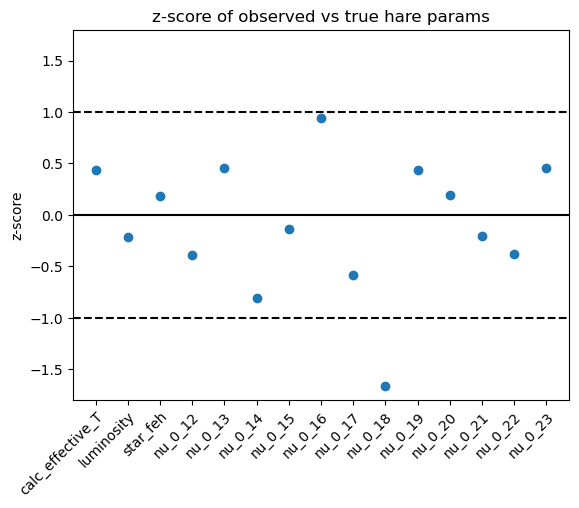 z-score of observed vs true hare params
1.5
1.0
0.5
0.0
−0.5
−1.0
−1.5
z-score
calc_effective_T
luminosity
star_feh
nu_0_12
nu_0_13
nu_0_14
nu_0_15
nu_0_16
nu_0_17
nu_0_18
nu_0_19
nu_0_20
nu_0_21
nu_0_22
nu_0_23